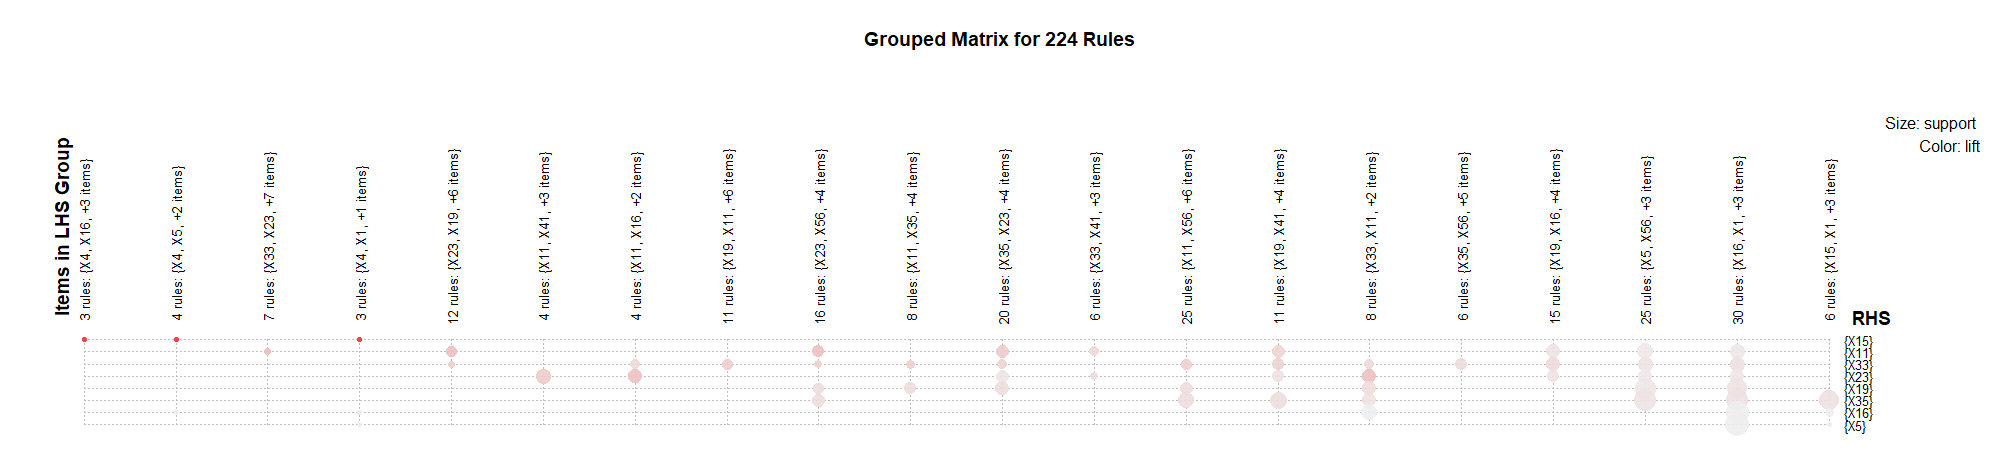 Grouped Matrix for 224 Rules
Size: support
Color: lift
Items in LHS Group
3 rules: {X4, X16, +3 items}
4 rules: {X4, X5, +2 items}
7 rules: {X33, X23, +7 items}
3 rules: {X4, X1, +1 items}
12 rules: {X23, X19, +6 items}
4 rules: {X11, X41, +3 items}
4 rules: {X11, X16, +2 items}
11 rules: {X19, X11, +6 items}
16 rules: {X23, X56, +4 items}
8 rules: {X11, X35, +4 items}
20 rules: {X35, X23, +4 items}
6 rules: {X33, X41, +3 items}
25 rules: {X11, X56, +6 items}
11 rules: {X19, X41, +4 items}
8 rules: {X33, X11, +2 items}
6 rules: {X35, X56, +5 items}
15 rules: {X19, X16, +4 items}
25 rules: {X5, X56, +3 items}
30 rules: {X16, X1, +3 items}
6 rules: {X15, X1, +3 items}
RHS
{X15}
{X11}
{X33}
{X23}
{X19}
{X35}
{X16}
{X5}